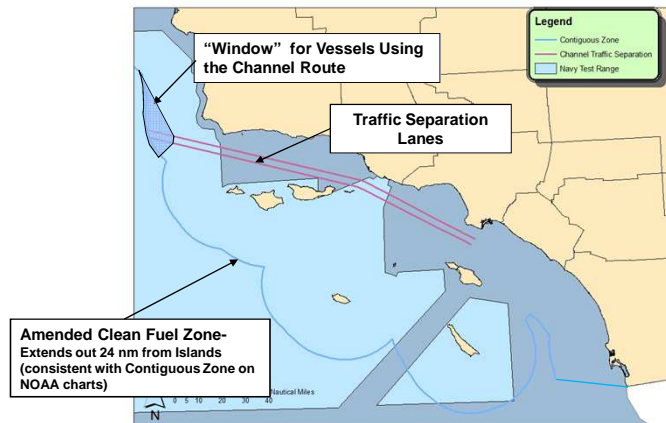 "Window" for Vessels Using
the Channel Route
Legend
Contiguous Zone
Channel Traffic Separation
Navy Test Range
Traffic Separation
Lanes
Amended Clean Fuel Zone-
Extends out 24 nm from Islands
(consistent with Contiguous Zone on
NOAA charts)
Nautical Miles
0 5 10 20 30 40
N